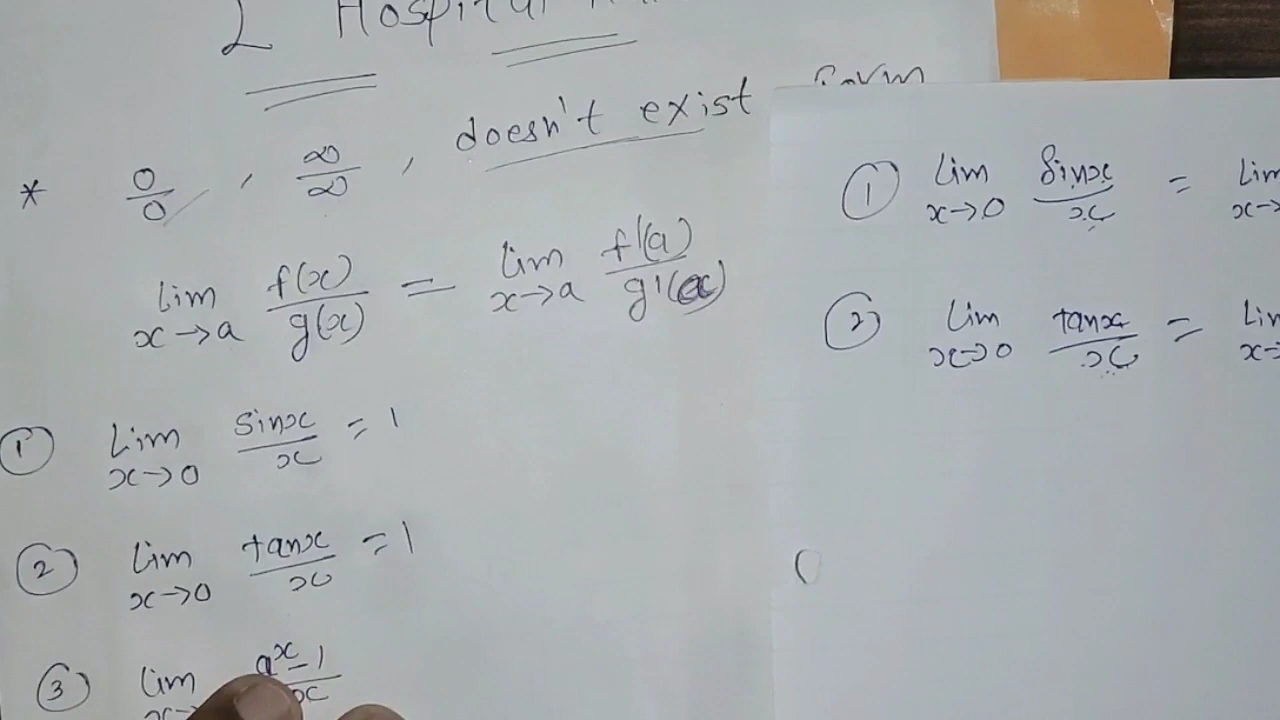 L Hospital
* 0/0 , ∞/∞ , doesn't exist form
lim x→a f(x)/g(x) = lim x→a f'(a)/g'(a)
① lim x→0 sinx/x = 1
② lim x→0 tanx/x = 1
③ lim x→ a^x-1/x
① lim x→0 sinx/x = lim x→
② lim x→0 tanx/x = lim x→
(